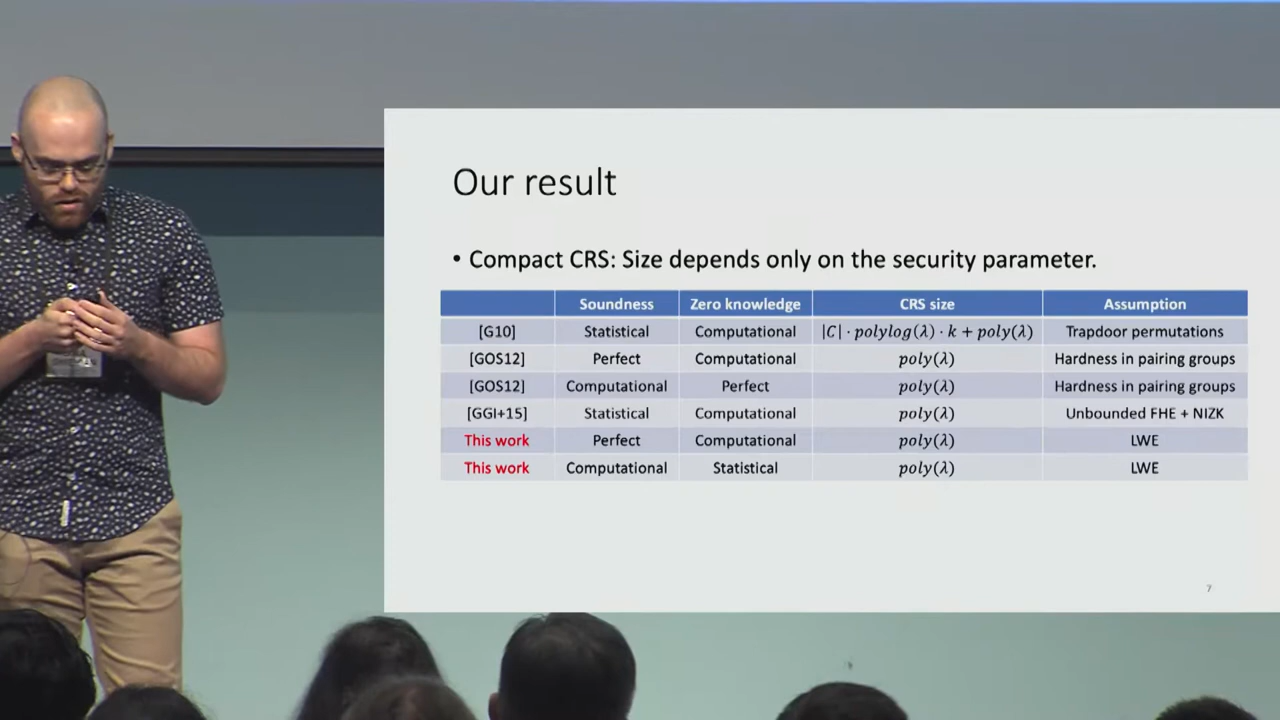 Our result
• Compact CRS: Size depends only on the security parameter.
Soundness Zero knowledge CRS size Assumption
[G10] Statistical Computational |C| · polylog(λ) · k + poly(λ) Trapdoor permutations
[GOS12] Perfect Computational poly(λ) Hardness in pairing groups
[GOS12] Computational Perfect poly(λ) Hardness in pairing groups
[GGI+15] Statistical Computational poly(λ) Unbounded FHE + NIZK
This work Perfect Computational poly(λ) LWE
This work Computational Statistical poly(λ) LWE
7